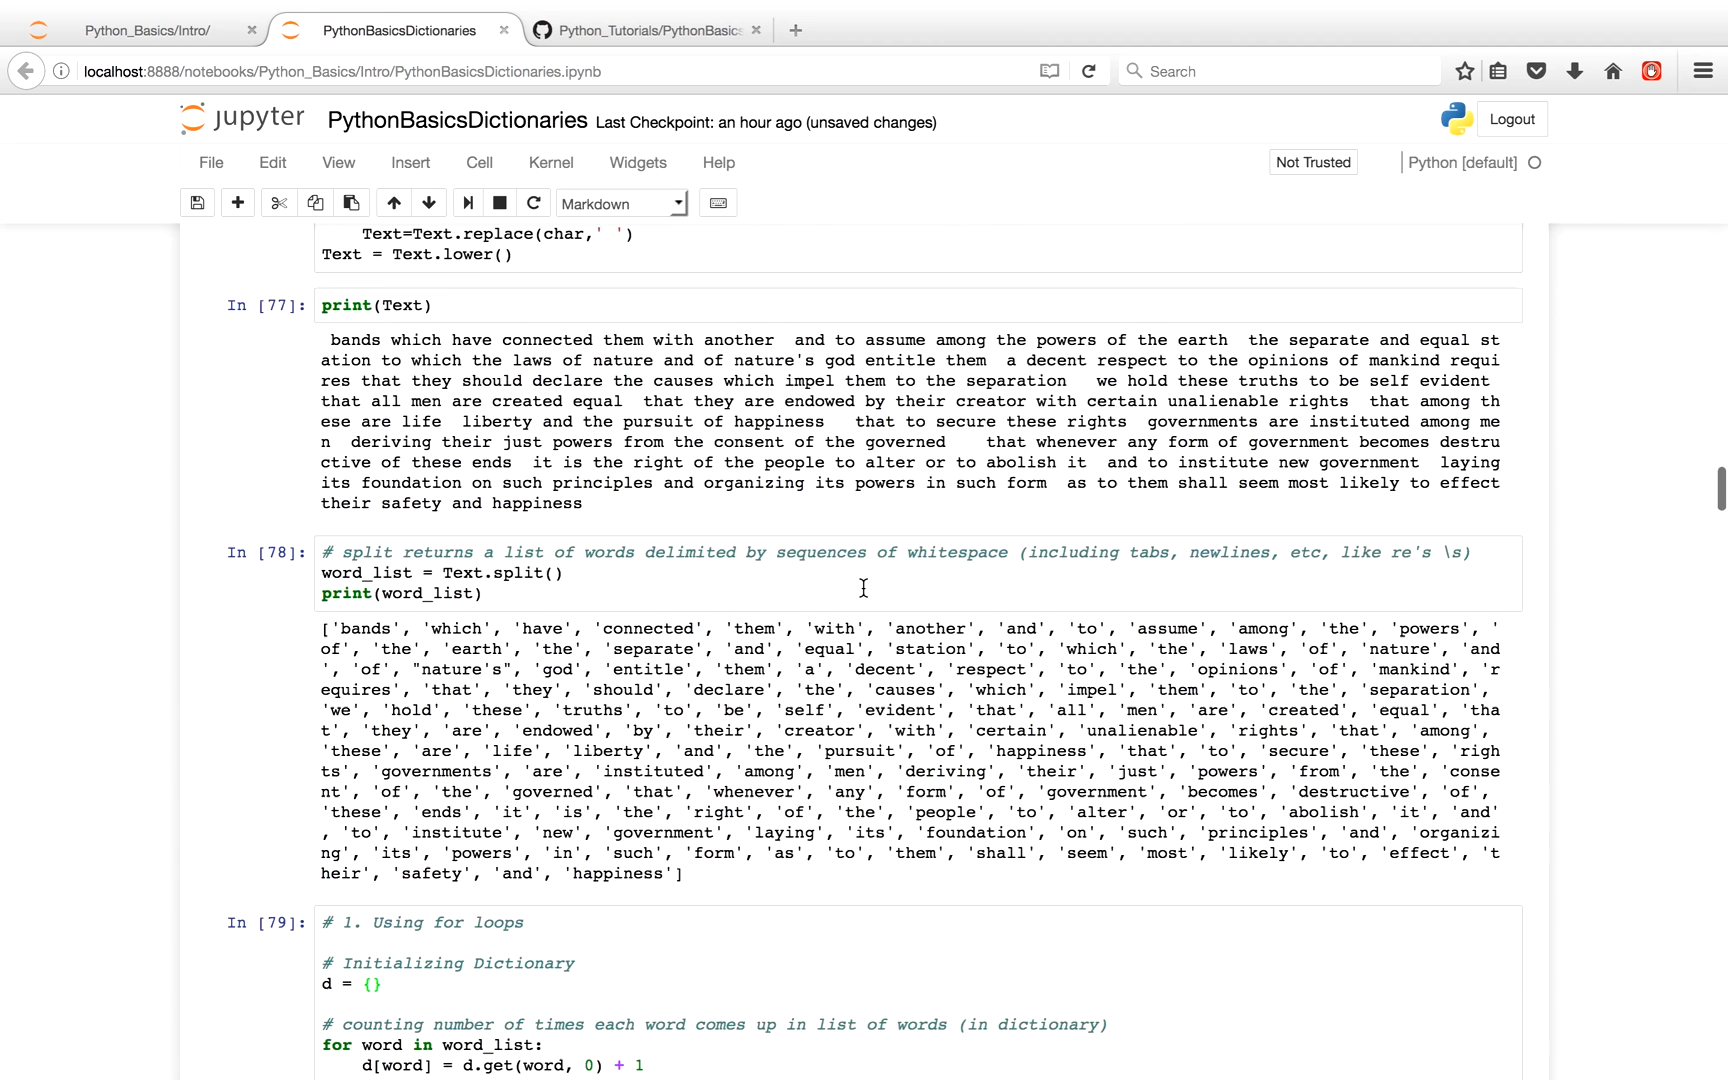 Python_Basics/Intro/
PythonBasicsDictionaries
Python_Tutorials/PythonBasics
localhost:8888/notebooks/Python_Basics/Intro/PythonBasicsDictionaries.ipynb
Search
jupyter PythonBasicsDictionaries Last Checkpoint: an hour ago (unsaved changes)
Logout
File Edit View Insert Cell Kernel Widgets Help
Not Trusted
Python [default]
Markdown
Text=Text.replace(char,' ')
Text = Text.lower()
In [77]: print(Text)
bands which have connected them with another  and to assume among the powers of the earth  the separate and equal st
ation to which the laws of nature and of nature's god entitle them  a decent respect to the opinions of mankind requi
res that they should declare the causes which impel them to the separation   we hold these truths to be self evident
that all men are created equal  that they are endowed by their creator with certain unalienable rights  that among th
ese are life  liberty and the pursuit of happiness   that to secure these rights  governments are instituted among me
n  deriving their just powers from the consent of the governed    that whenever any form of government becomes destru
ctive of these ends  it is the right of the people to alter or to abolish it  and to institute new government  laying
its foundation on such principles and organizing its powers in such form  as to them shall seem most likely to effect
their safety and happiness
In [78]: # split returns a list of words delimited by sequences of whitespace (including tabs, newlines, etc, like re's \s)
word_list = Text.split()
print(word_list)
['bands', 'which', 'have', 'connected', 'them', 'with', 'another', 'and', 'to', 'assume', 'among', 'the', 'powers', '
of', 'the', 'earth', 'the', 'separate', 'and', 'equal', 'station', 'to', 'which', 'the', 'laws', 'of', 'nature', 'and
', 'of', "nature's", 'god', 'entitle', 'them', 'a', 'decent', 'respect', 'to', 'the', 'opinions', 'of', 'mankind', 'r
equires', 'that', 'they', 'should', 'declare', 'the', 'causes', 'which', 'impel', 'them', 'to', 'the', 'separation',
'we', 'hold', 'these', 'truths', 'to', 'be', 'self', 'evident', 'that', 'all', 'men', 'are', 'created', 'equal', 'tha
t', 'they', 'are', 'endowed', 'by', 'their', 'creator', 'with', 'certain', 'unalienable', 'rights', 'that', 'among',
'these', 'are', 'life', 'liberty', 'and', 'the', 'pursuit', 'of', 'happiness', 'that', 'to', 'secure', 'these', 'righ
ts', 'governments', 'are', 'instituted', 'among', 'men', 'deriving', 'their', 'just', 'powers', 'from', 'the', 'conse
nt', 'of', 'the', 'governed', 'that', 'whenever', 'any', 'form', 'of', 'government', 'becomes', 'destructive', 'of',
'these', 'ends', 'it', 'is', 'the', 'right', 'of', 'the', 'people', 'to', 'alter', 'or', 'to', 'abolish', 'it', 'and'
, 'to', 'institute', 'new', 'government', 'laying', 'its', 'foundation', 'on', 'such', 'principles', 'and', 'organizi
ng', 'its', 'powers', 'in', 'such', 'form', 'as', 'to', 'them', 'shall', 'seem', 'most', 'likely', 'to', 'effect', 't
heir', 'safety', 'and', 'happiness']
In [79]: # 1. Using for loops
# Initializing Dictionary
d = {}
# counting number of times each word comes up in list of words (in dictionary)
for word in word_list:
d[word] = d.get(word, 0) + 1